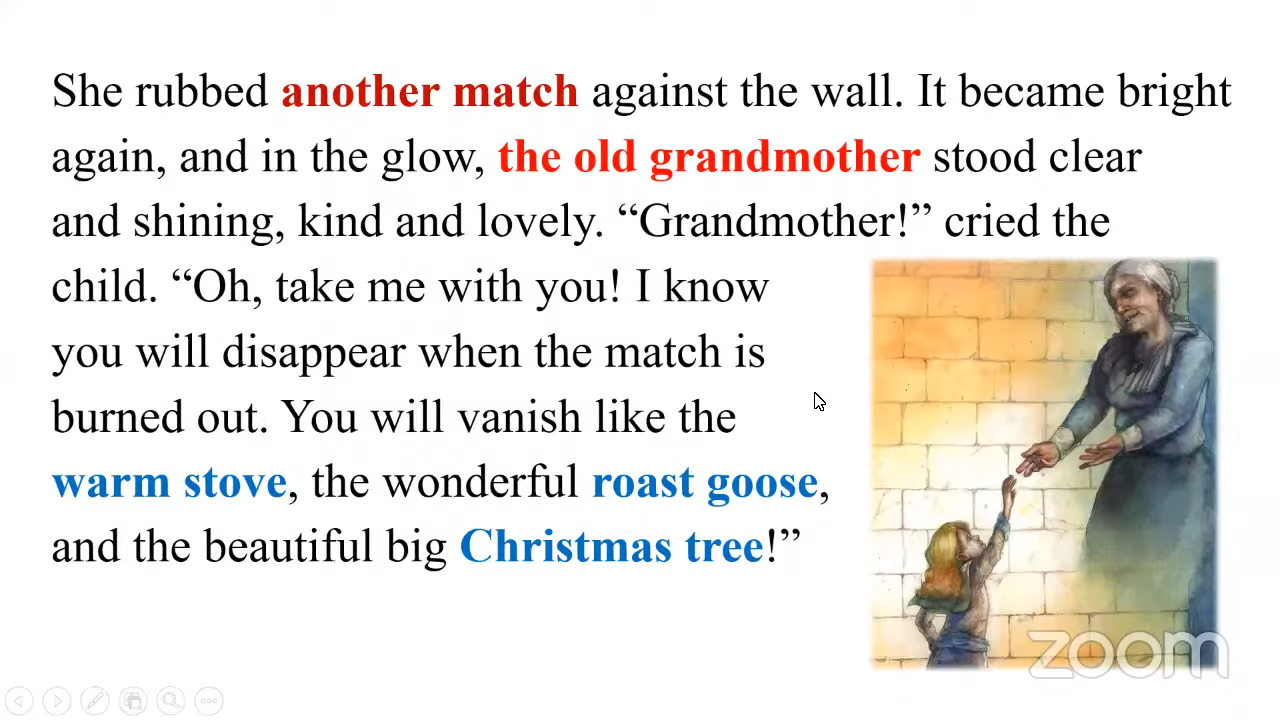 She rubbed another match against the wall. It became bright
again, and in the glow, the old grandmother stood clear
and shining, kind and lovely. “Grandmother!” cried the
child. “Oh, take me with you! I know
you will disappear when the match is
burned out. You will vanish like the
warm stove, the wonderful roast goose,
and the beautiful big Christmas tree!”
zoom